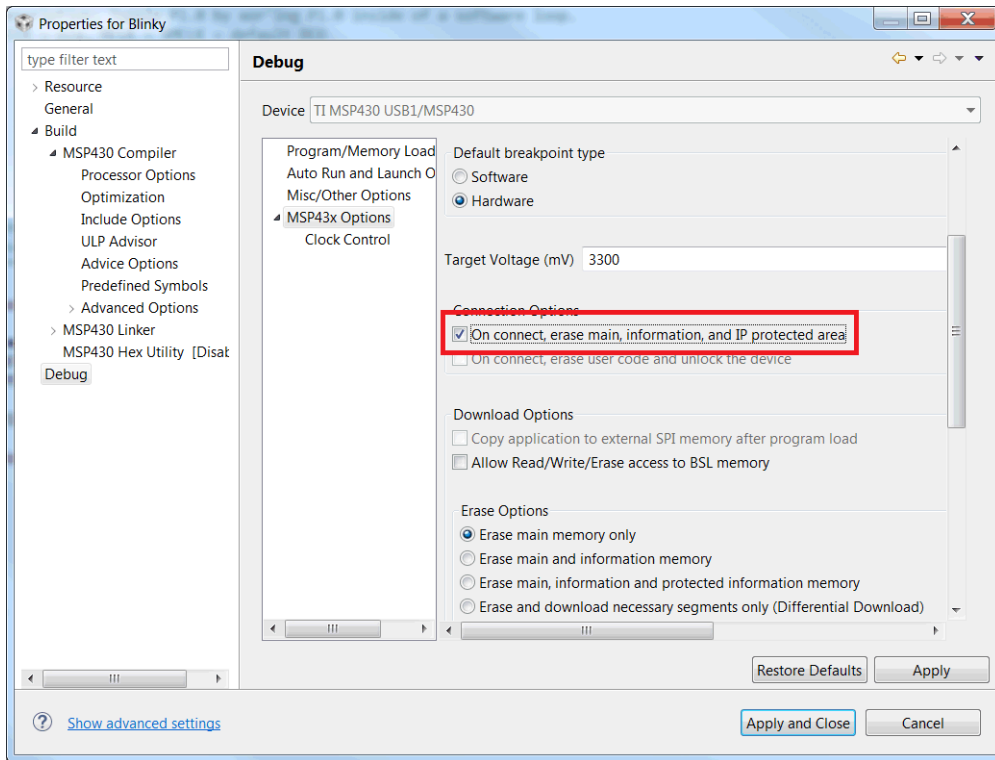 Properties for Blinky
type filter text
Debug
Resource
General
Build
MSP430 Compiler
Processor Options
Optimization
Include Options
ULP Advisor
Advice Options
Predefined Symbols
Advanced Options
MSP430 Linker
MSP430 Hex Utility [Disab
Debug
Device TI MSP430 USB1/MSP430
Program/Memory Load
Auto Run and Launch O
Misc/Other Options
MSP43x Options
Clock Control
Default breakpoint type
Software
Hardware
Target Voltage (mV) 3300
Connection Options
On connect, erase main, information, and IP protected area
On connect, erase user code and unlock the device
Download Options
Copy application to external SPI memory after program load
Allow Read/Write/Erase access to BSL memory
Erase Options
Erase main memory only
Erase main and information memory
Erase main, information and protected information memory
Erase and download necessary segments only (Differential Download)
Restore Defaults
Apply
Show advanced settings
Apply and Close
Cancel